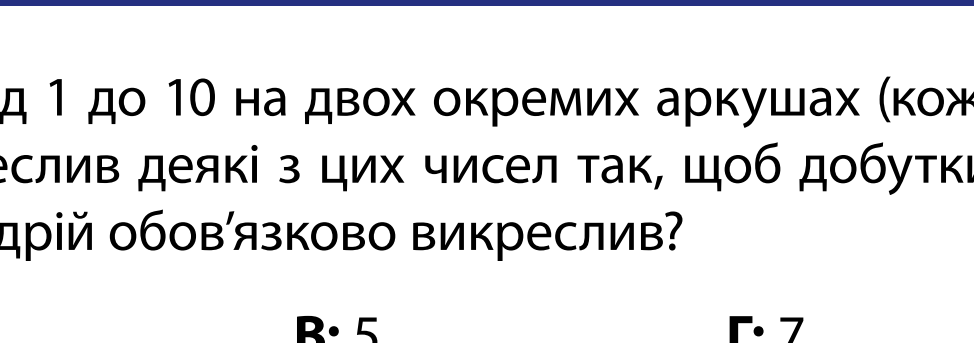 д 1 до 10 на двох окремих аркушах (кож
еслив деякі з цих чисел так, щоб добутки
дрій обов’язково викреслив?
В: 5 Г: 7